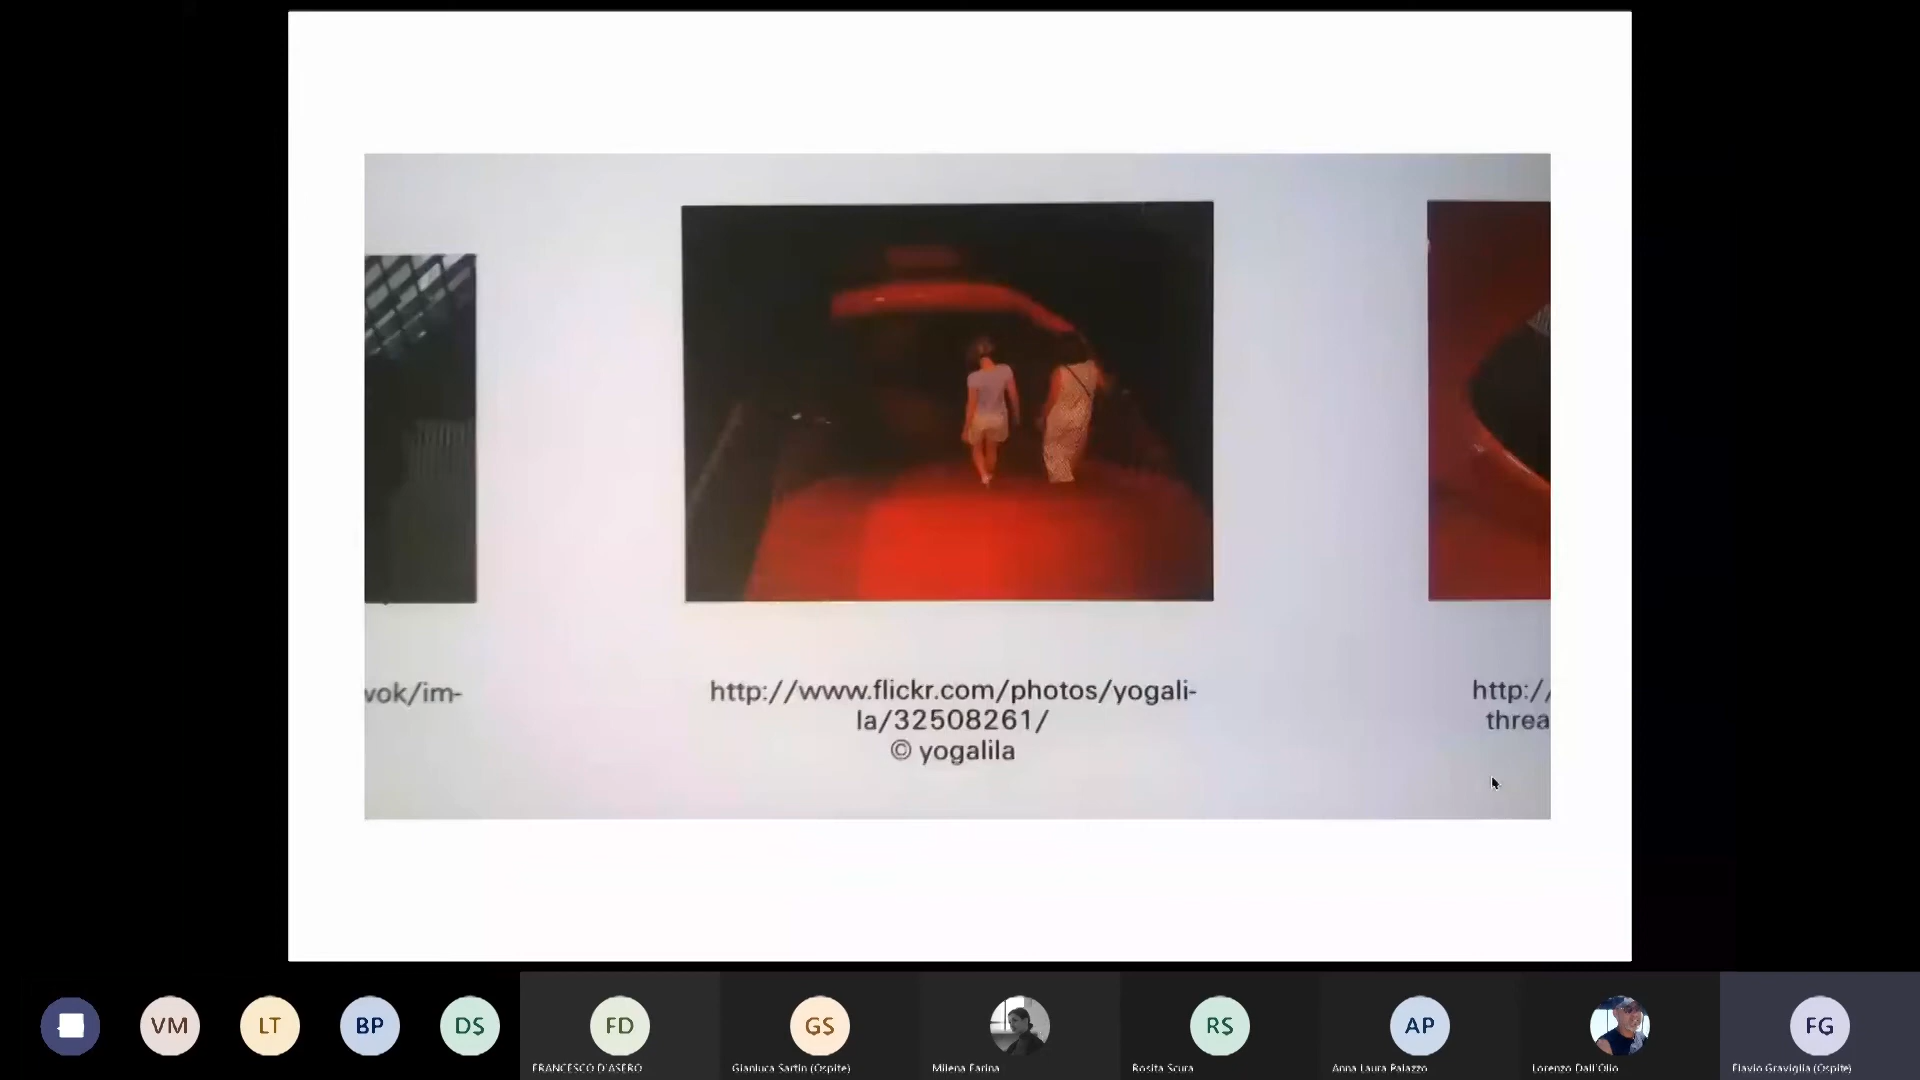 vok/im-
http://www.flickr.com/photos/yogali-
la/32508261/
© yogalila
http:/
threa
VM
LT
BP
DS
FD
GS
RS
AP
FG
FRANCESCO D'ASERO
Gianluca Sartin (Ospite)
Milena Farina
Rosita Scura
Anna Laura Palazzo
Lorenzo Dall'Olio
Flavio Graviglia (Ospite)